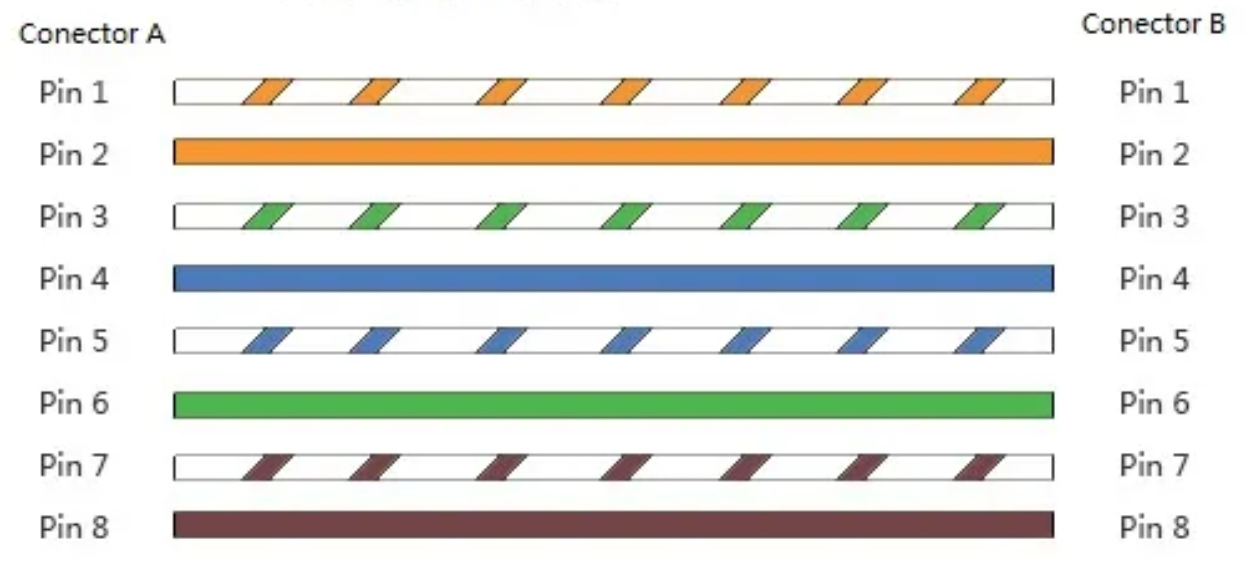 Conector A
Conector B
Pin 1 Pin 1
Pin 2 Pin 2
Pin 3 Pin 3
Pin 4 Pin 4
Pin 5 Pin 5
Pin 6 Pin 6
Pin 7 Pin 7
Pin 8 Pin 8